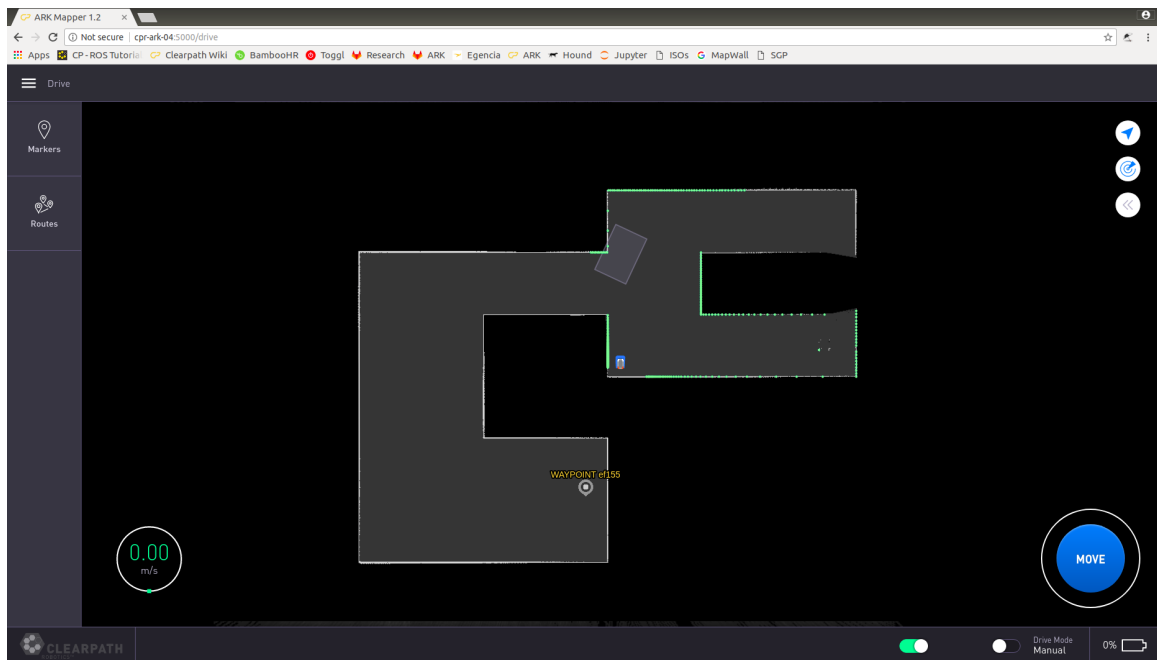 ARK Mapper 1.2
Not secure | cpr-ark-04:5000/drive
Apps CP-ROS Tutorial Clearpath Wiki BambooHR Toggl Research ARK Egencia ARK Hound Jupyter ISOs MapWall SGP
Drive
Markers
Routes
WAYPOINT ef155
0.00
m/s
MOVE
CLEARPATH
Drive Mode
Manual
0%